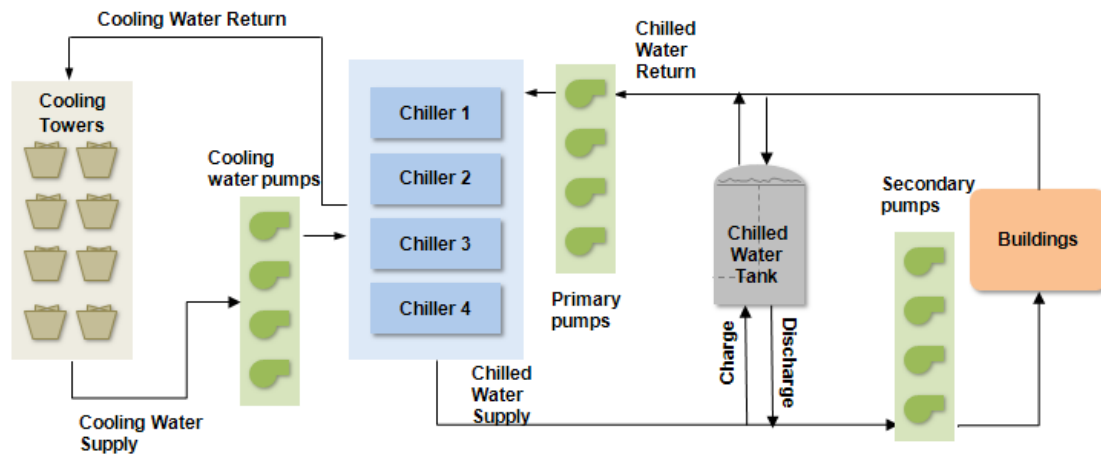 Cooling Water Return
Cooling
Towers
Cooling
water pumps
Cooling Water
Supply
Chiller 1
Chiller 2
Chiller 3
Chiller 4
Chilled
Water
Supply
Primary
pumps
Chilled
Water
Return
Chilled
Water
Tank
Charge
Discharge
Secondary
pumps
Buildings